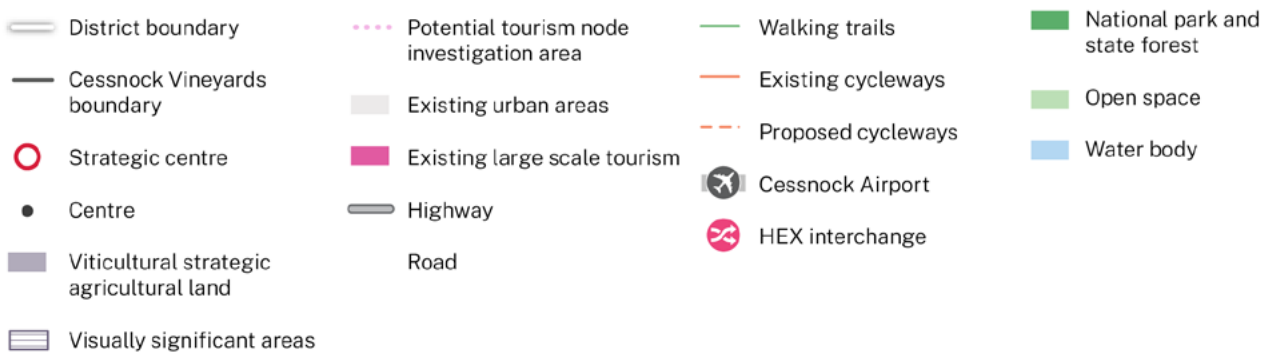 District boundary
Cessnock Vineyards
boundary
Strategic centre
Centre
Viticultural strategic
agricultural land
Visually significant areas
Potential tourism node
investigation area
Existing urban areas
Existing large scale tourism
Highway
Road
Walking trails
Existing cycleways
Proposed cycleways
Cessnock Airport
HEX interchange
National park and
state forest
Open space
Water body